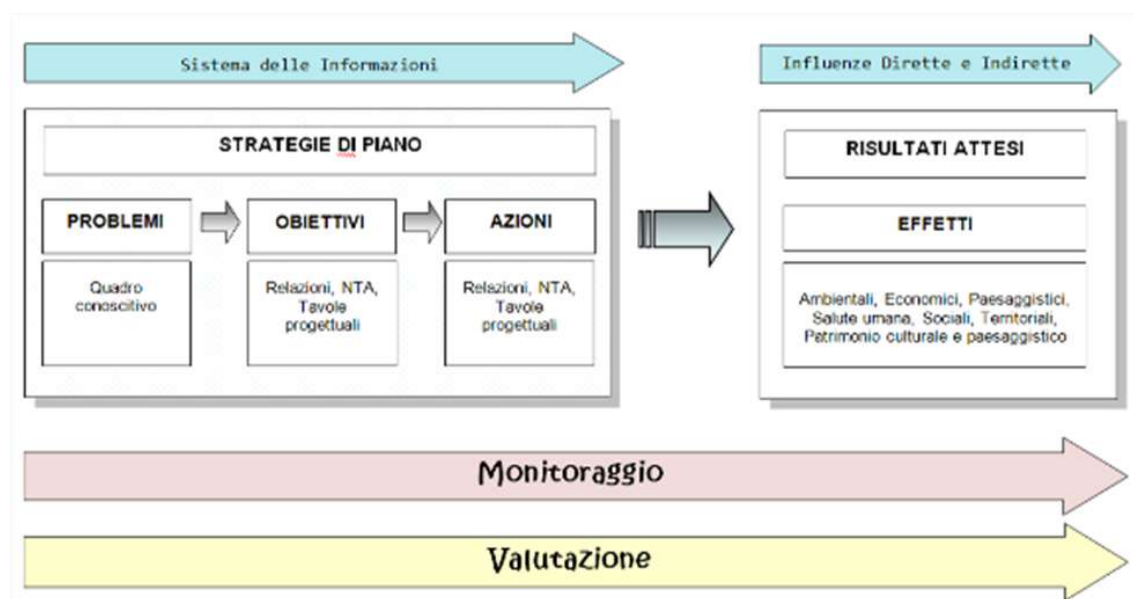 Sistema delle Informazioni
Influenze Dirette e Indirette
STRATEGIE DI PIANO
PROBLEMI
OBIETTIVI
AZIONI
Quadro
conoscitivo
Relazioni, NTA,
Tavole
progettuali
Relazioni, NTA,
Tavole
progettuali
RISULTATI ATTESI
EFFETTI
Ambientali, Economici, Paesaggistici,
Salute umana, Sociali, Territoriali,
Patrimonio culturale e paesaggistico
Monitoraggio
Valutazione